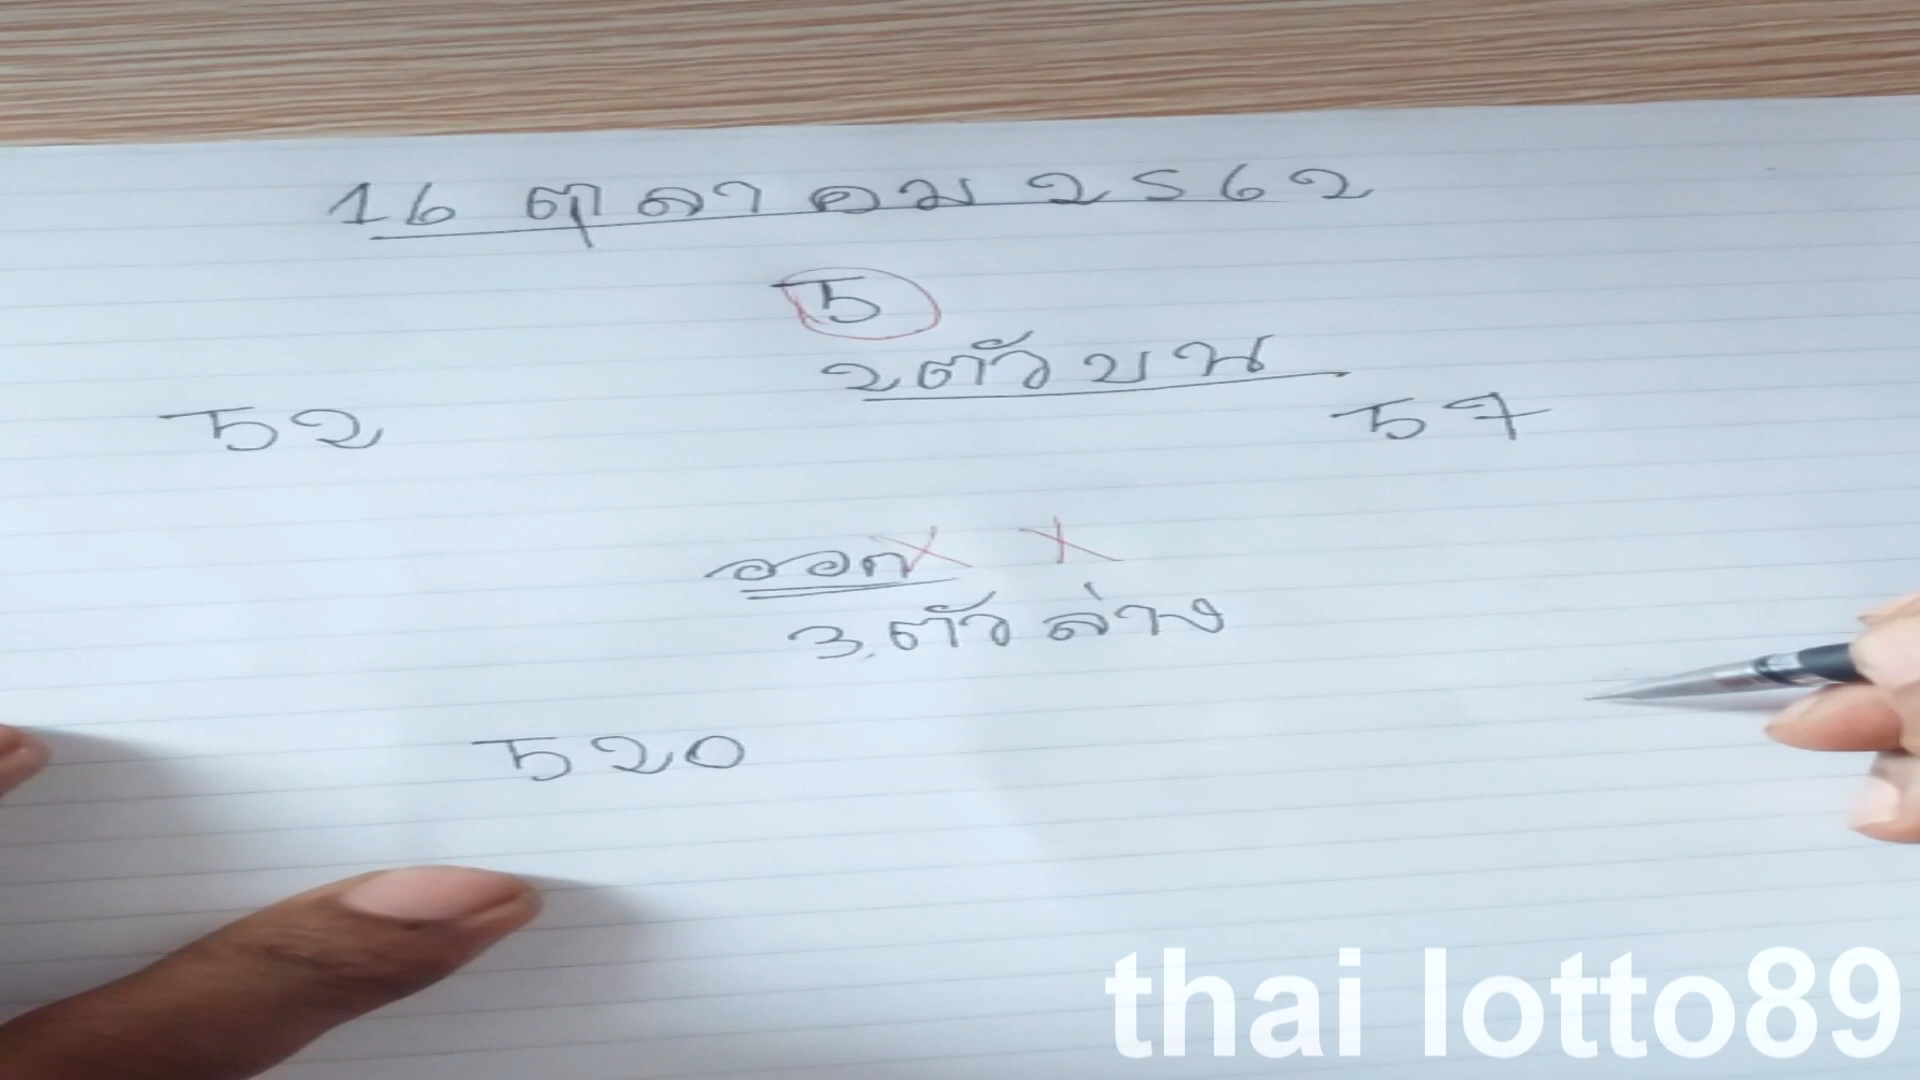 16 ตุลาคม 2562
5
2ตัวบน
52
57
ออก x x
3.ตัวล่าง
520
thai lotto89